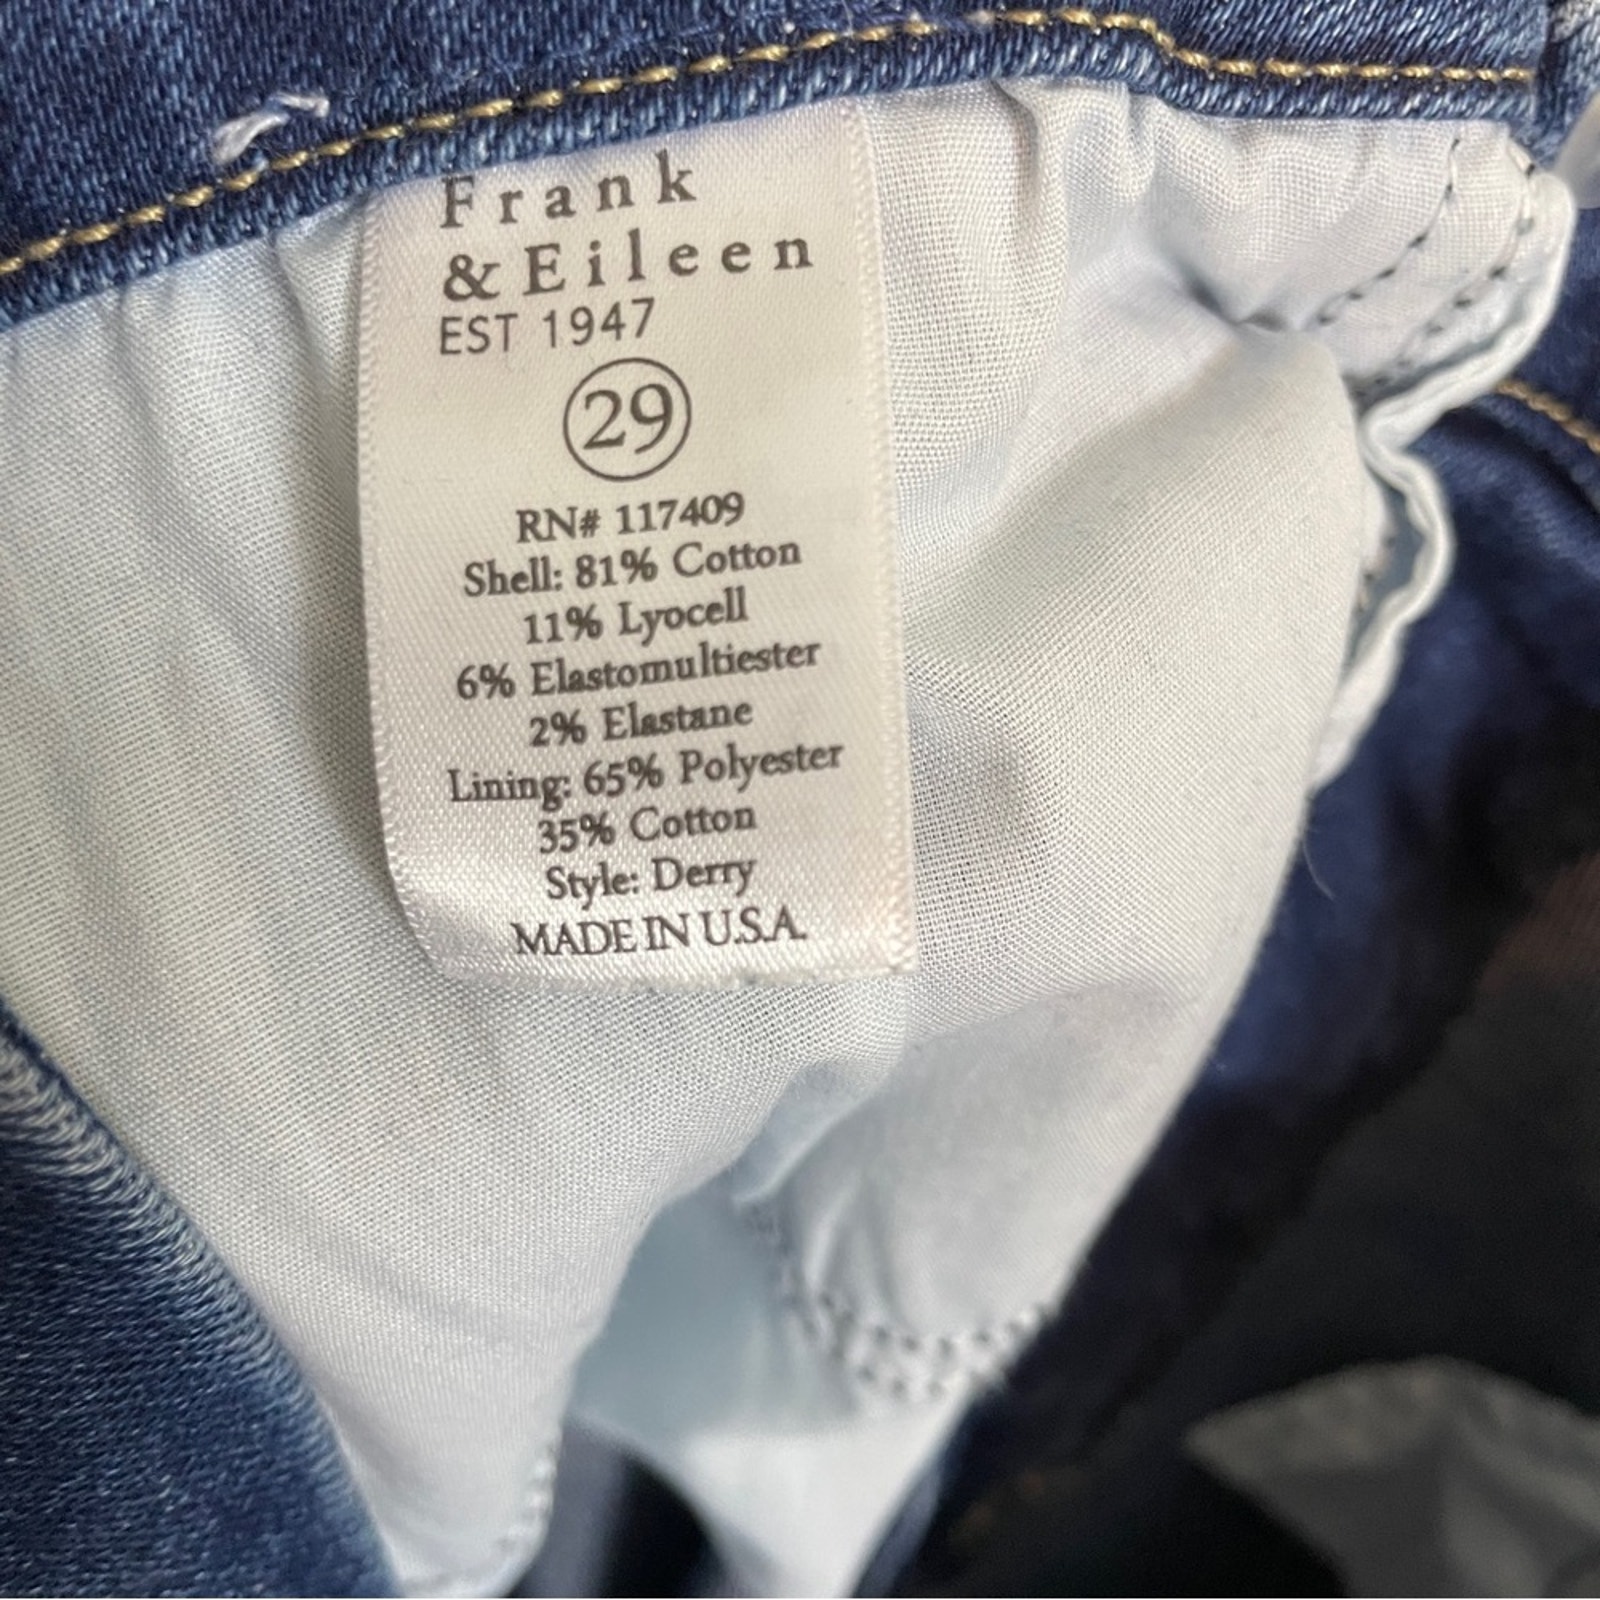 Frank
& Eileen
EST 1947
29
RN# 117409
Shell: 81% Cotton
11% Lyocell
6% Elastomultiester
2% Elastane
Lining: 65% Polyester
35% Cotton
Style: Derry
MADE IN U.S.A.